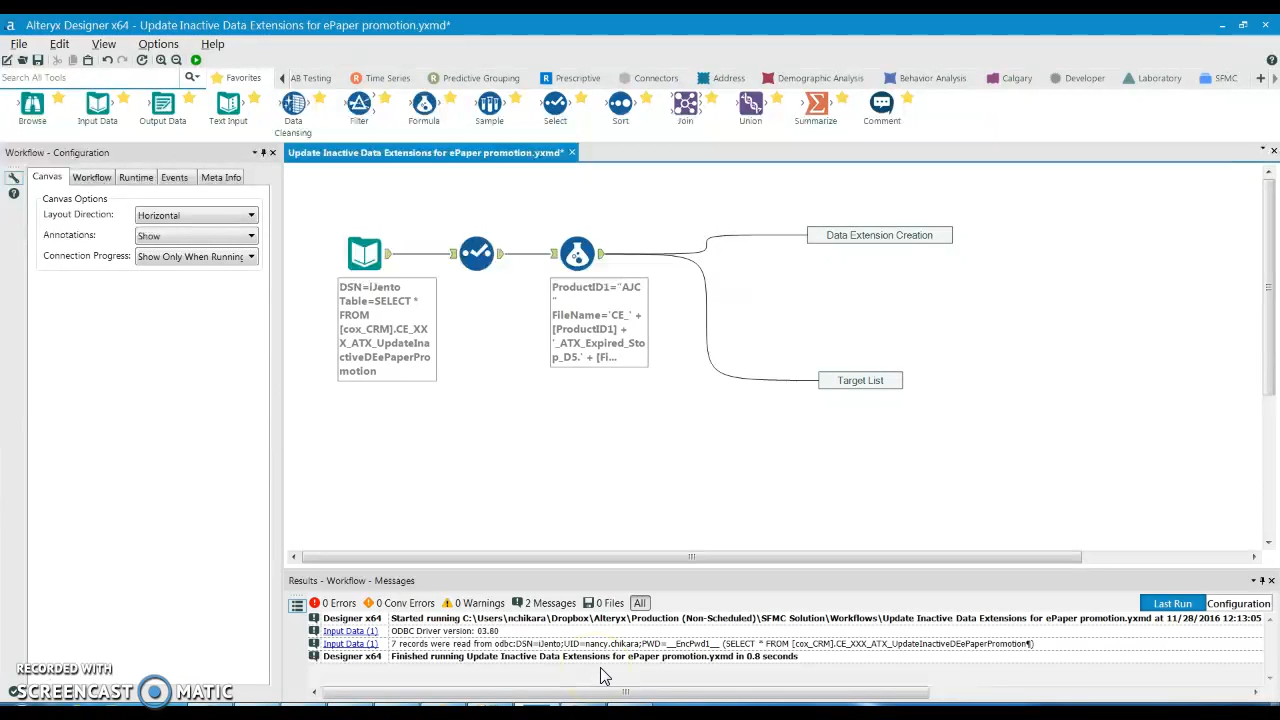 Alteryx Designer x64 - Update Inactive Data Extensions for ePaper promotion.yxmd*
File Edit View Options Help
Search All Tools Favorites AB Testing Time Series Predictive Grouping Prescriptive Connectors Address Demographic Analysis Behavior Analysis Calgary Developer Laboratory SFMC
Browse Input Data Output Data Text Input Data Cleansing Filter Formula Sample Select Sort Join Union Summarize Comment
Workflow - Configuration
Update Inactive Data Extensions for ePaper promotion.yxmd*
Canvas Workflow Runtime Events Meta Info
Canvas Options
Layout Direction: Horizontal
Annotations: Show
Connection Progress: Show Only When Running
Data Extension Creation
DSN=iJento
Table=SELECT *
FROM
[cox_CRM].CE_XX
X_ATX_UpdateIna
ctiveDEePaperPro
motion
ProductID1="AJC
"
FileName='CE_' +
[ProductID1] +
'_ATX_Expired_Sto
p_D5.' + [Fi...
Target List
Results - Workflow - Messages
0 Errors 0 Conv Errors 0 Warnings 2 Messages 0 Files All Last Run Configuration
Designer x64 Started running C:\Users\nchikara\Dropbox\Alteryx\Production (Non-Scheduled)\SFMC Solution\Workflows\Update Inactive Data Extensions for ePaper promotion.yxmd at 11/28/2016 12:13:05
Input Data (1) ODBC Driver version: 03.80
Input Data (1) 7 records were read from odbc:DSN=iJento;UID=nancy.chikara;PWD=__EncPwd1__ (SELECT * FROM [cox_CRM].CE_XXX_ATX_UpdateInactiveDEePaperPromotion¶)
Designer x64 Finished running Update Inactive Data Extensions for ePaper promotion.yxmd in 0.8 seconds
RECORDED WITH
SCREENCAST MATIC